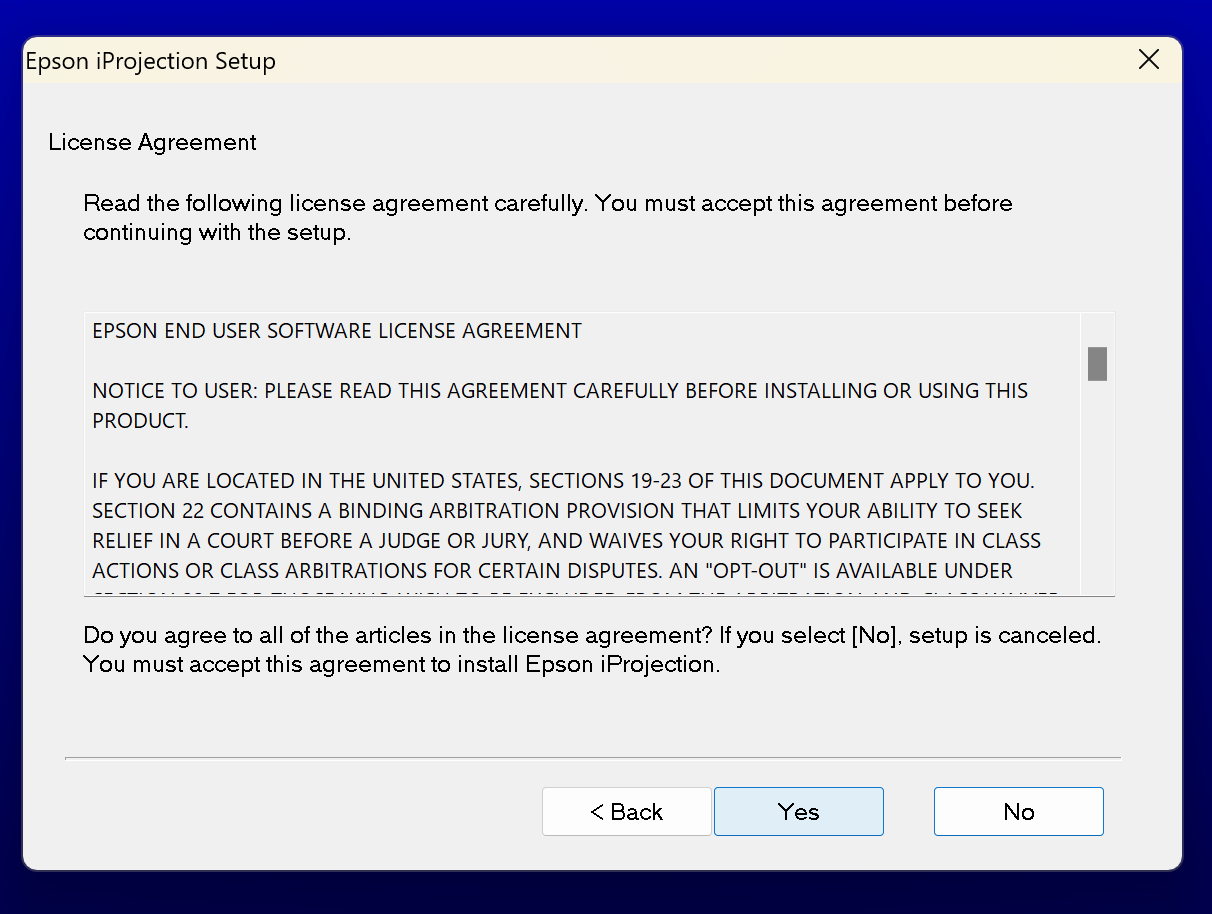 Epson iProjection Setup
License Agreement
Read the following license agreement carefully. You must accept this agreement before
continuing with the setup.
EPSON END USER SOFTWARE LICENSE AGREEMENT
NOTICE TO USER: PLEASE READ THIS AGREEMENT CAREFULLY BEFORE INSTALLING OR USING THIS
PRODUCT.
IF YOU ARE LOCATED IN THE UNITED STATES, SECTIONS 19-23 OF THIS DOCUMENT APPLY TO YOU.
SECTION 22 CONTAINS A BINDING ARBITRATION PROVISION THAT LIMITS YOUR ABILITY TO SEEK
RELIEF IN A COURT BEFORE A JUDGE OR JURY, AND WAIVES YOUR RIGHT TO PARTICIPATE IN CLASS
ACTIONS OR CLASS ARBITRATIONS FOR CERTAIN DISPUTES. AN "OPT-OUT" IS AVAILABLE UNDER
Do you agree to all of the articles in the license agreement? If you select [No], setup is canceled.
You must accept this agreement to install Epson iProjection.
< Back
Yes
No